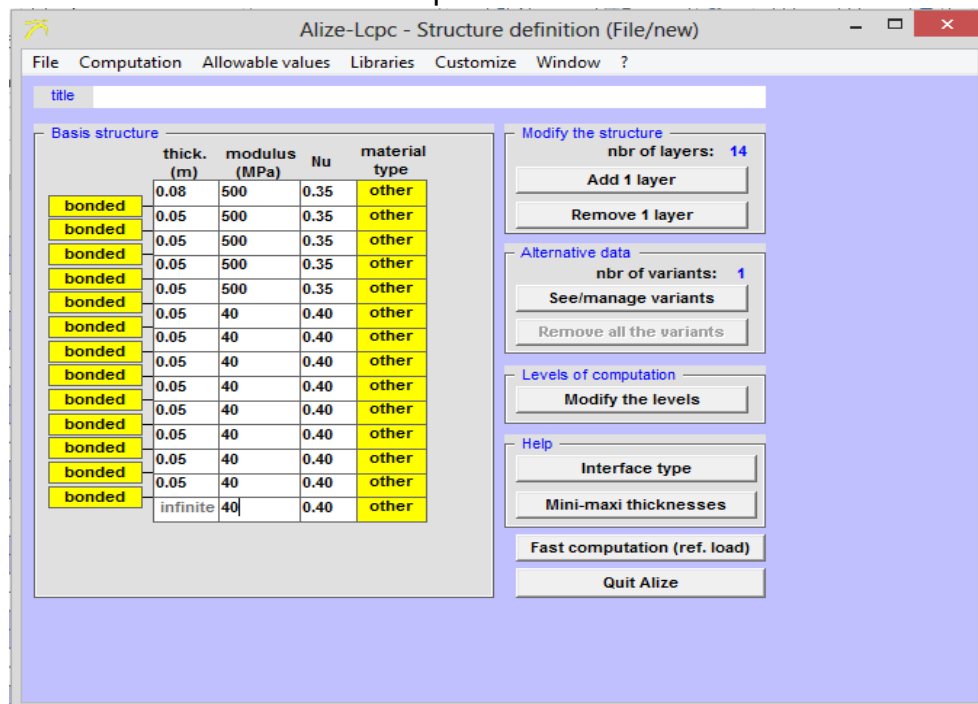 Alize-Lcpc - Structure definition (File/new)
File Computation Allowable values Libraries Customize Window ?
title
Basis structure
thick. (m) modulus (MPa) Nu material type
0.08 500 0.35 other
bonded
0.05 500 0.35 other
bonded
0.05 500 0.35 other
bonded
0.05 500 0.35 other
bonded
0.05 500 0.35 other
bonded
0.05 40 0.40 other
bonded
0.05 40 0.40 other
bonded
0.05 40 0.40 other
bonded
0.05 40 0.40 other
bonded
0.05 40 0.40 other
bonded
0.05 40 0.40 other
bonded
0.05 40 0.40 other
bonded
0.05 40 0.40 other
bonded
infinite 40 0.40 other
Modify the structure
nbr of layers: 14
Add 1 layer
Remove 1 layer
Alternative data
nbr of variants: 1
See/manage variants
Remove all the variants
Levels of computation
Modify the levels
Help
Interface type
Mini-maxi thicknesses
Fast computation (ref. load)
Quit Alize